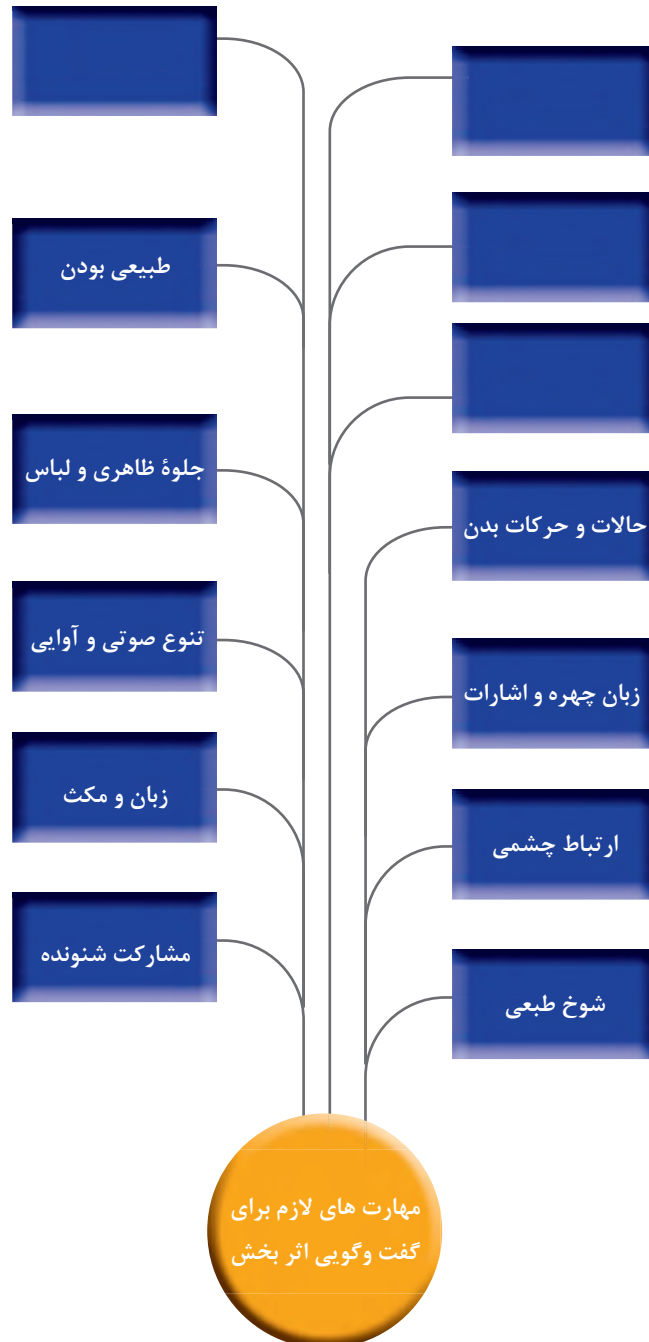 طبیعی بودن
جلوۀ ظاهری و لباس
حالات و حرکات بدن
تنوع صوتی و آوایی
زبان چهره و اشارات
زبان و مکث
ارتباط چشمی
مشارکت شنونده
شوخ طبعی
مهارت های لازم برای
گفت وگویی اثر بخش